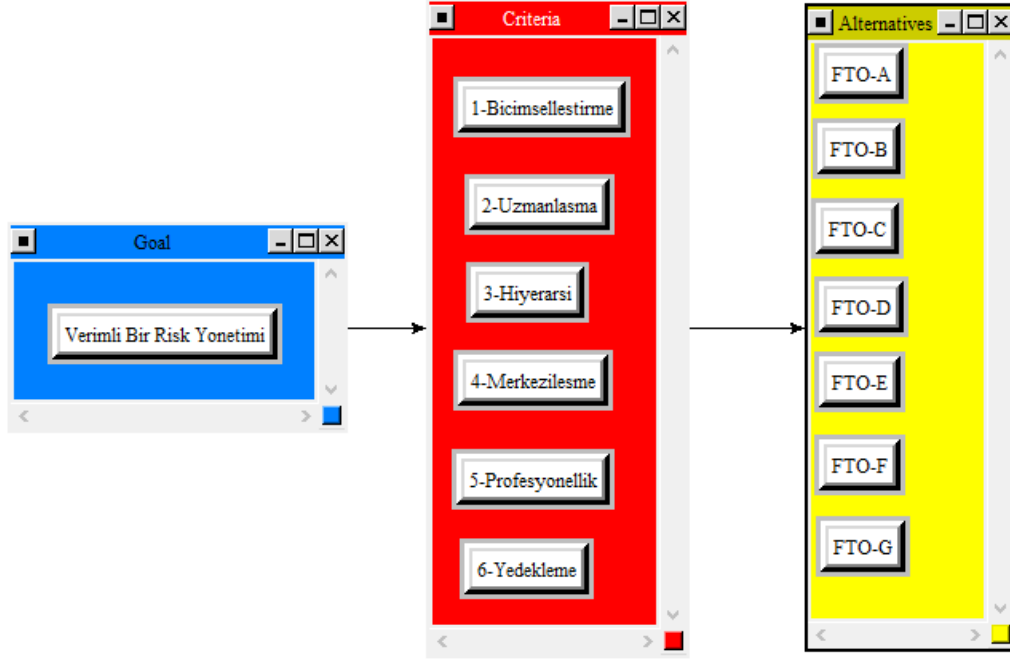 Goal
Verimli Bir Risk Yonetimi
Criteria
1-Bicimsellestirme
2-Uzmanlasma
3-Hiyerarsi
4-Merkezilesme
5-Profesyonellik
6-Yedekleme
Alternatives
FTO-A
FTO-B
FTO-C
FTO-D
FTO-E
FTO-F
FTO-G